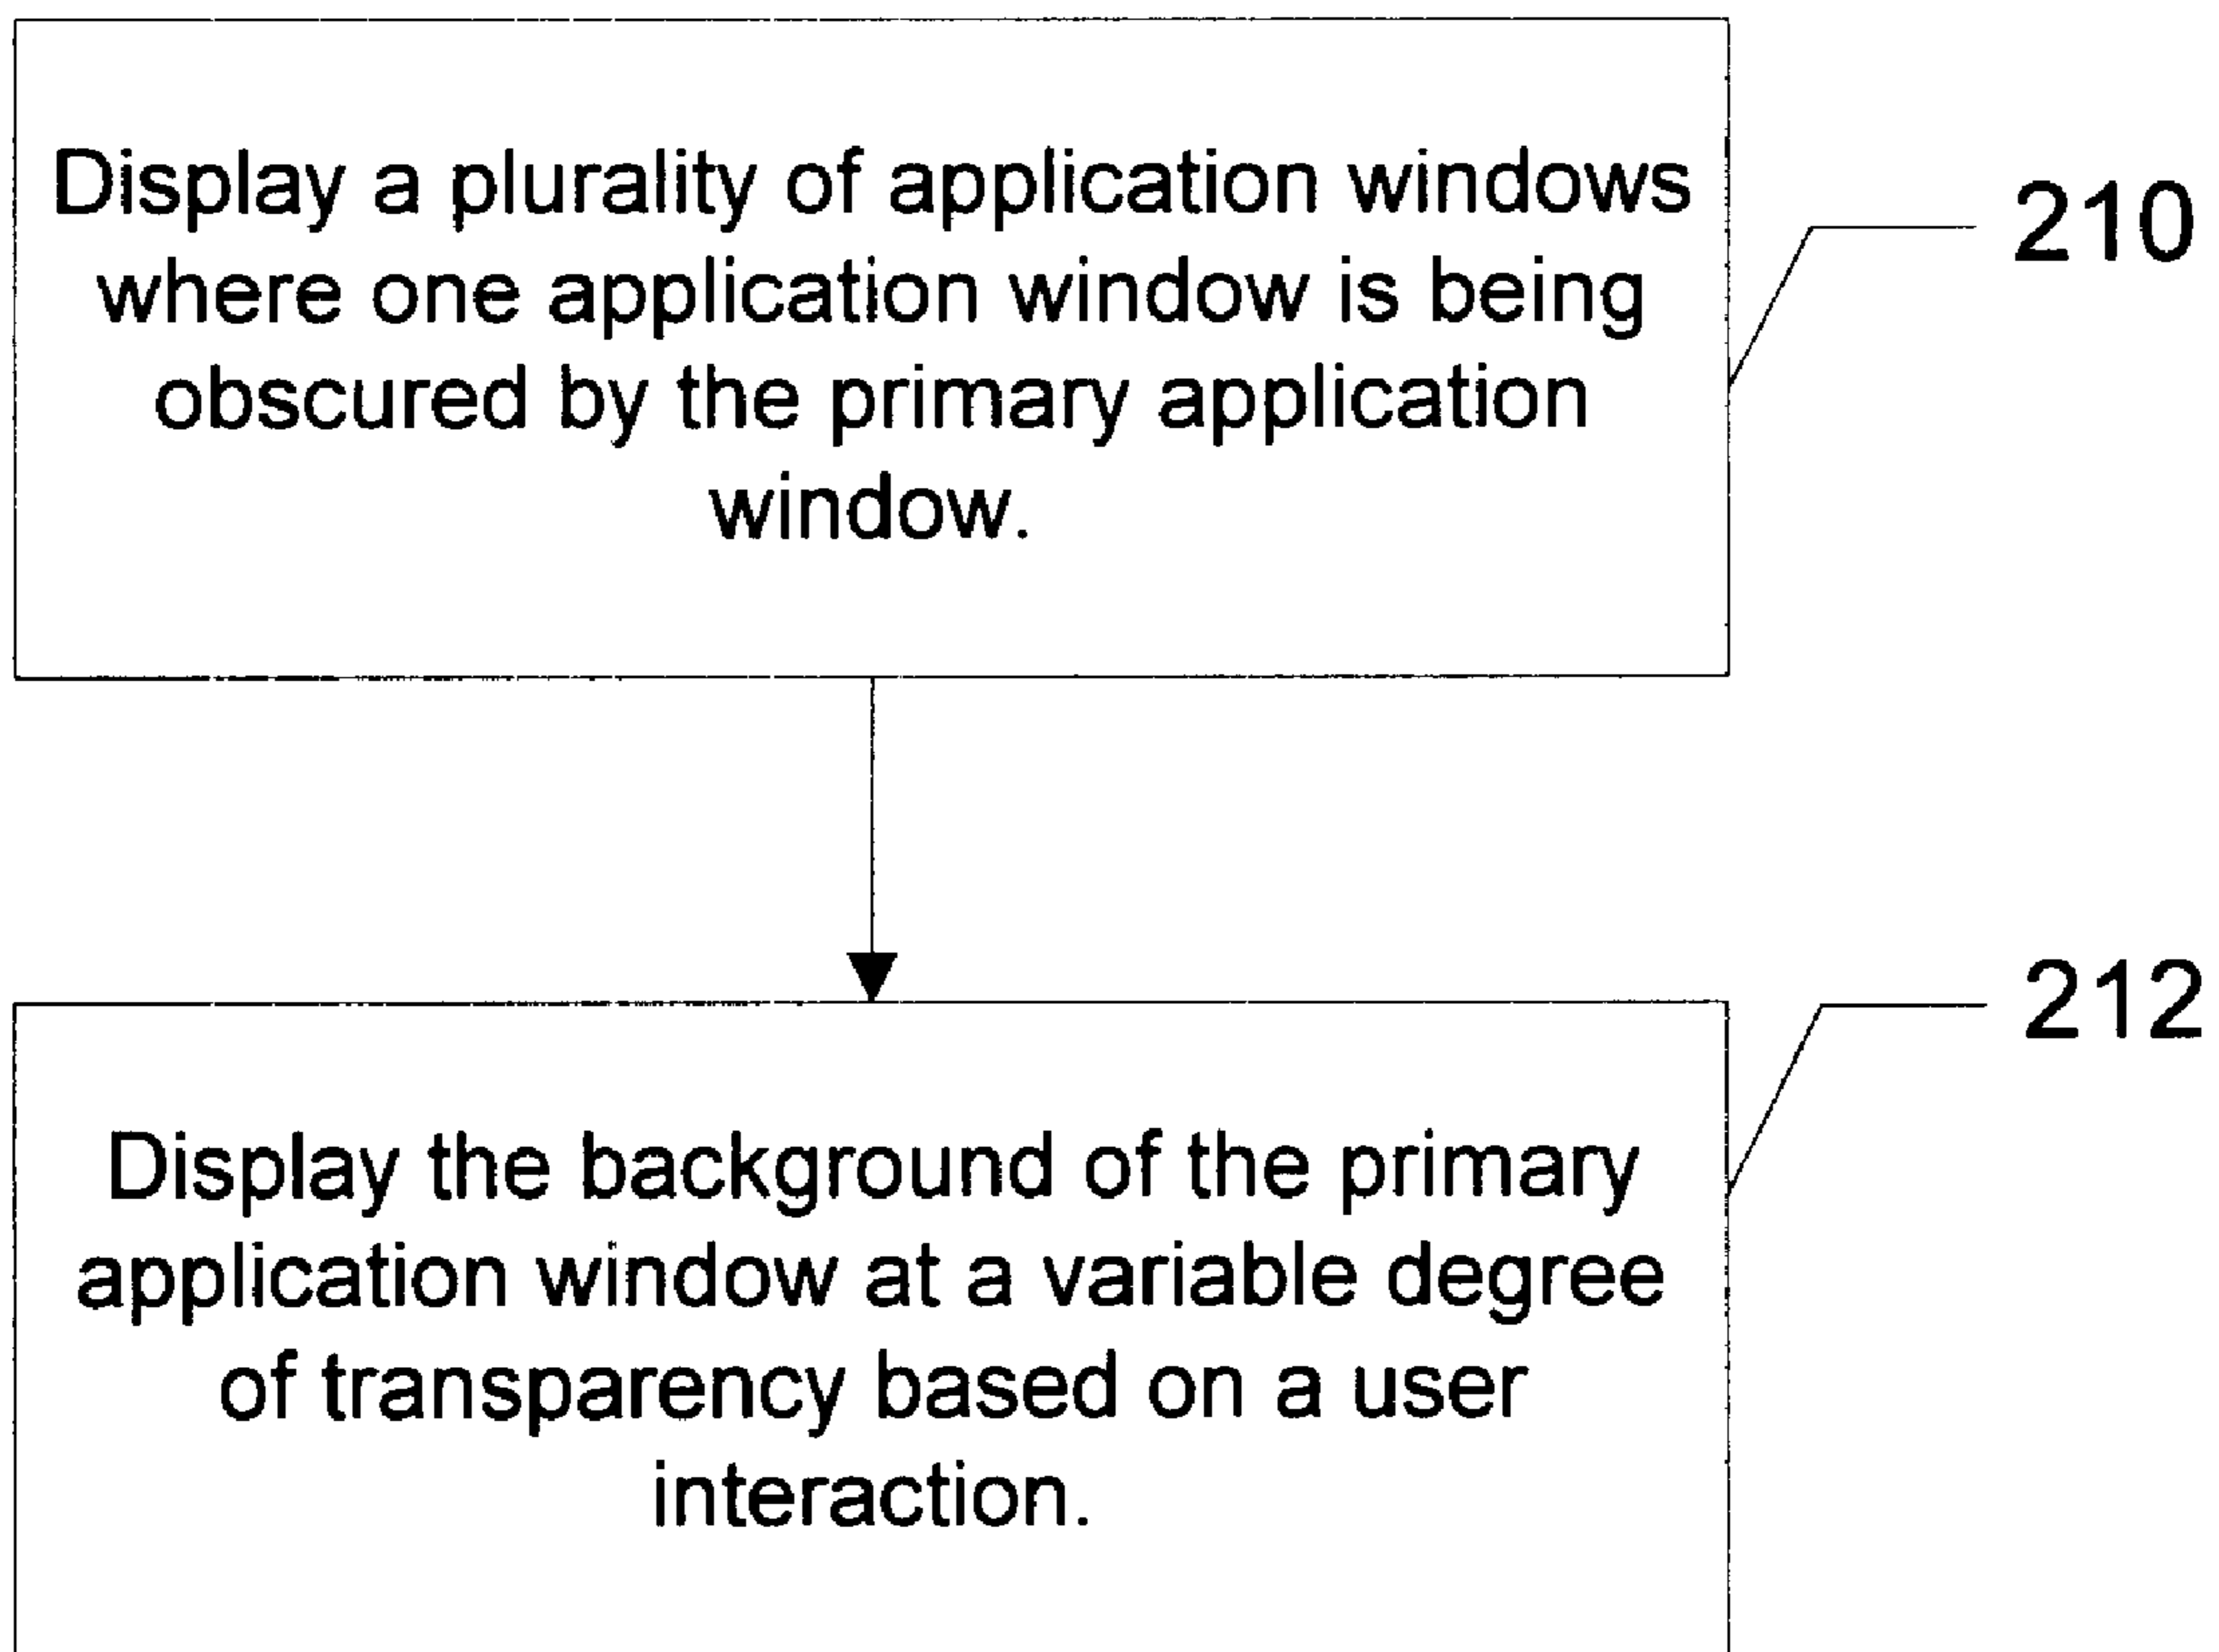 Display a plurality of application windows
where one application window is being
obscured by the primary application
window.
210
212
Display the background of the primary
application window at a variable degree
of transparency based on a user
interaction.